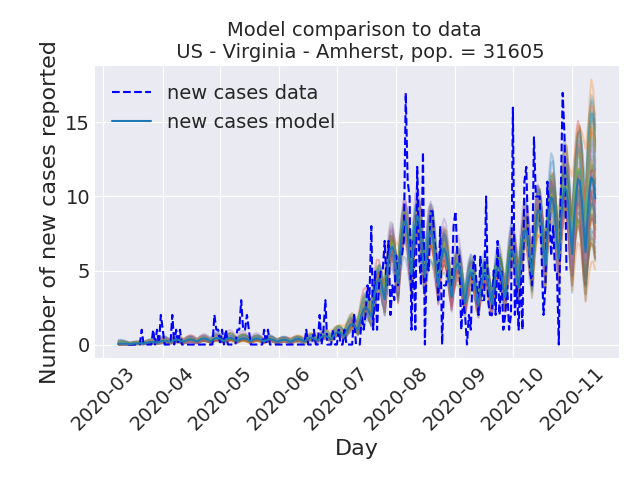 Model comparison to data
US - Virginia - Amherst, pop. = 31605
Number of new cases reported
new cases data
new cases model
15
10
5
0
2020-03
2020-04
2020-05
2020-06
2020-07
2020-08
2020-09
2020-10
2020-11
Day